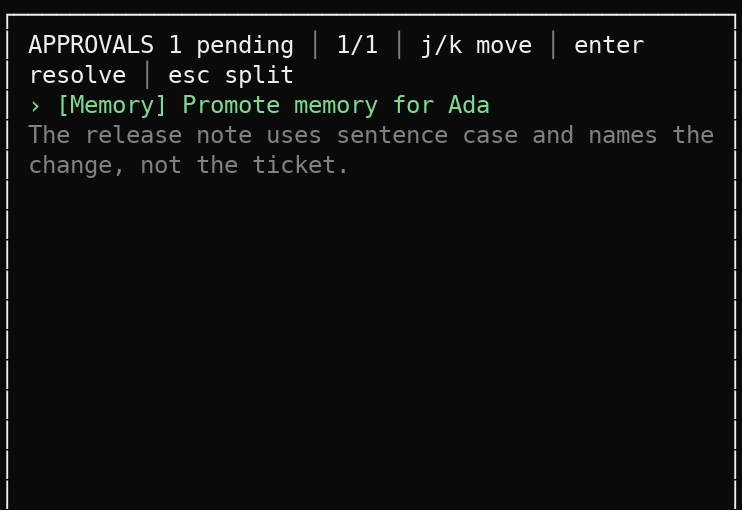 APPROVALS 1 pending │ 1/1 │ j/k move │ enter
resolve │ esc split
› [Memory] Promote memory for Ada
The release note uses sentence case and names the
change, not the ticket.